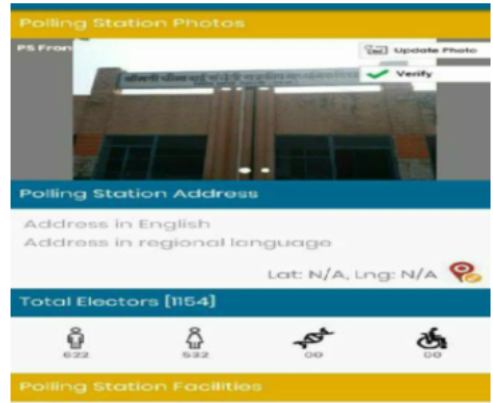 Polling Station Photos
PS Fron
Update Photo
Verify
Polling Station Address
Address in English
Address in regional language
Lat: N/A, Lng: N/A
Total Electors [1154]
622 532 00 00
Polling Station Facilities